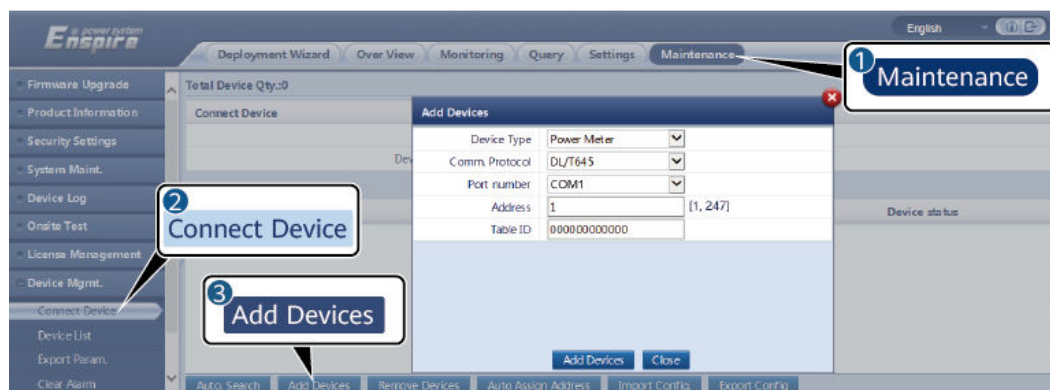 Enspire
English
Deployment Wizard Over View Monitoring Query Settings Maintenance
1 Maintenance
Firmware Upgrade
Product Information
Security Settings
System Maint.
Device Log
Onsite Test
License Management
Device Mgmt.
Connect Device
Device List
Export Param.
Clear Alarm
Total Device Qty.:0
Connect Device
Dev
Device status
2 Connect Device
3 Add Devices
Add Devices
Device Type Power Meter
Comm. Protocol DL/T645
Port number COM1
Address 1 [1, 247]
Table ID 000000000000
Add Devices Close
Auto. Search Add Devices Remove Devices Auto Assign Address Import Config. Export Config